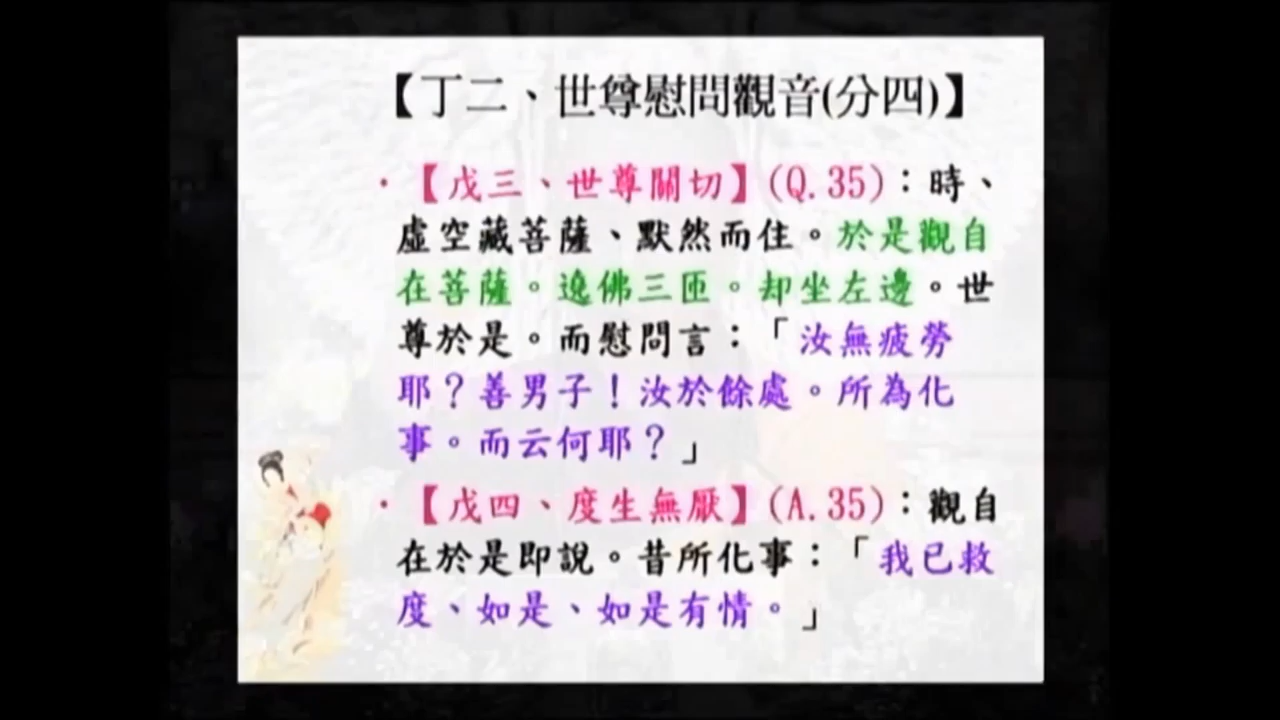 【丁二、世尊慰問觀音(分四)】
·【戊三、世尊關切】(Q.35)：時、
虛空藏菩薩、默然而住。於是觀自
在菩薩。遶佛三匝。却坐左邊。世
尊於是。而慰問言：「汝無疲勞
耶？善男子！汝於餘處。所為化
事。而云何耶？」
·【戊四、度生無厭】(A.35)：觀自
在於是即說。昔所化事：「我已救
度、如是、如是有情。」